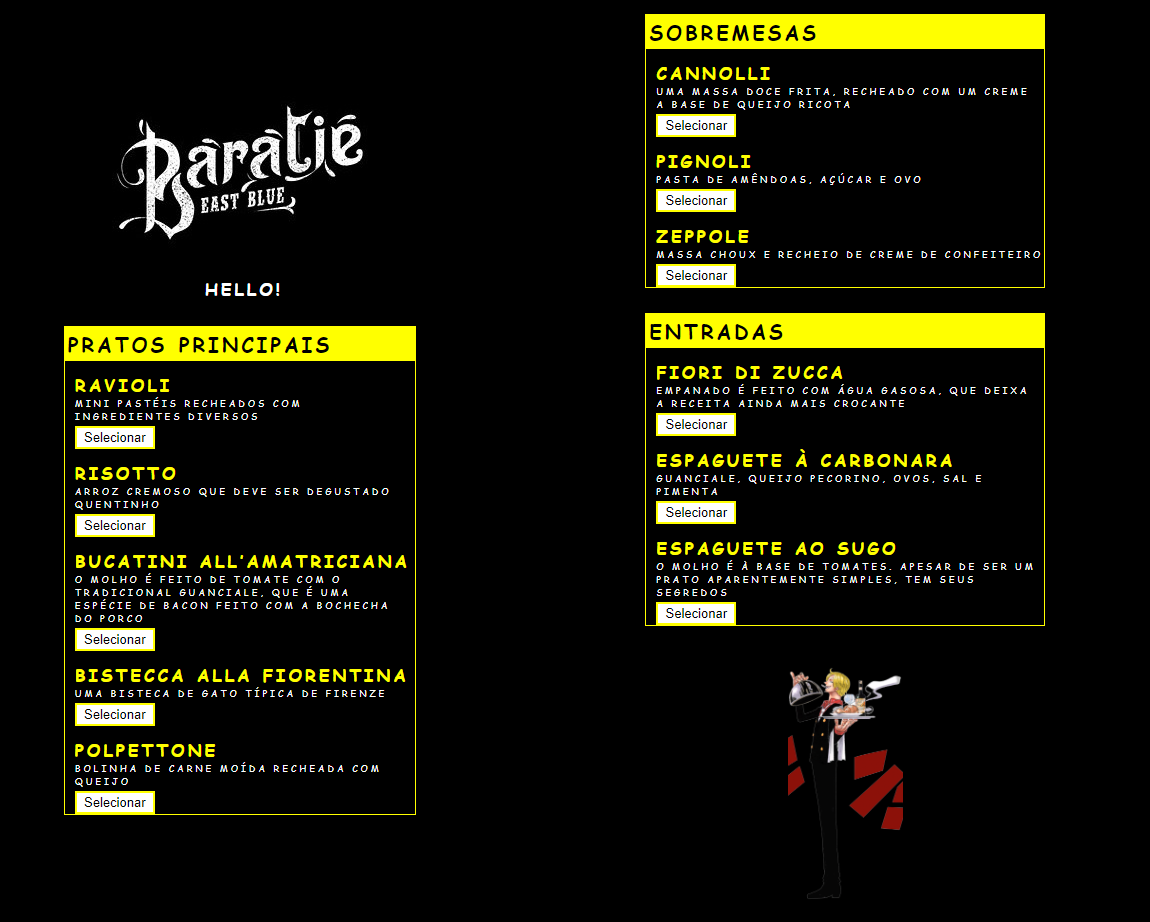 Baratie
EAST BLUE
HELLO!
PRATOS PRINCIPAIS
RAVIOLI
MINI PASTÉIS RECHEADOS COM
INGREDIENTES DIVERSOS
Selecionar
RISOTTO
ARROZ CREMOSO QUE DEVE SER DEGUSTADO
QUENTINHO
Selecionar
BUCATINI ALL'AMATRICIANA
O MOLHO É FEITO DE TOMATE COM O
TRADICIONAL GUANCIALE, QUE É UMA
ESPÉCIE DE BACON FEITO COM A BOCHECHA
DO PORCO
Selecionar
BISTECCA ALLA FIORENTINA
UMA BISTECA DE GATO TÍPICA DE FIRENZE
Selecionar
POLPETTONE
BOLINHA DE CARNE MOÍDA RECHEADA COM
QUEIJO
Selecionar
SOBREMESAS
CANNOLLI
UMA MASSA DOCE FRITA, RECHEADO COM UM CREME
A BASE DE QUEIJO RICOTA
Selecionar
PIGNOLI
PASTA DE AMÊNDOAS, AÇÚCAR E OVO
Selecionar
ZEPPOLE
MASSA CHOUX E RECHEIO DE CREME DE CONFEITEIRO
Selecionar
ENTRADAS
FIORI DI ZUCCA
EMPANADO É FEITO COM ÁGUA GASOSA, QUE DEIXA
A RECEITA AINDA MAIS CROCANTE
Selecionar
ESPAGUETE À CARBONARA
GUANCIALE, QUEIJO PECORINO, OVOS, SAL E
PIMENTA
Selecionar
ESPAGUETE AO SUGO
O MOLHO É À BASE DE TOMATES. APESAR DE SER UM
PRATO APARENTEMENTE SIMPLES, TEM SEUS
SEGREDOS
Selecionar